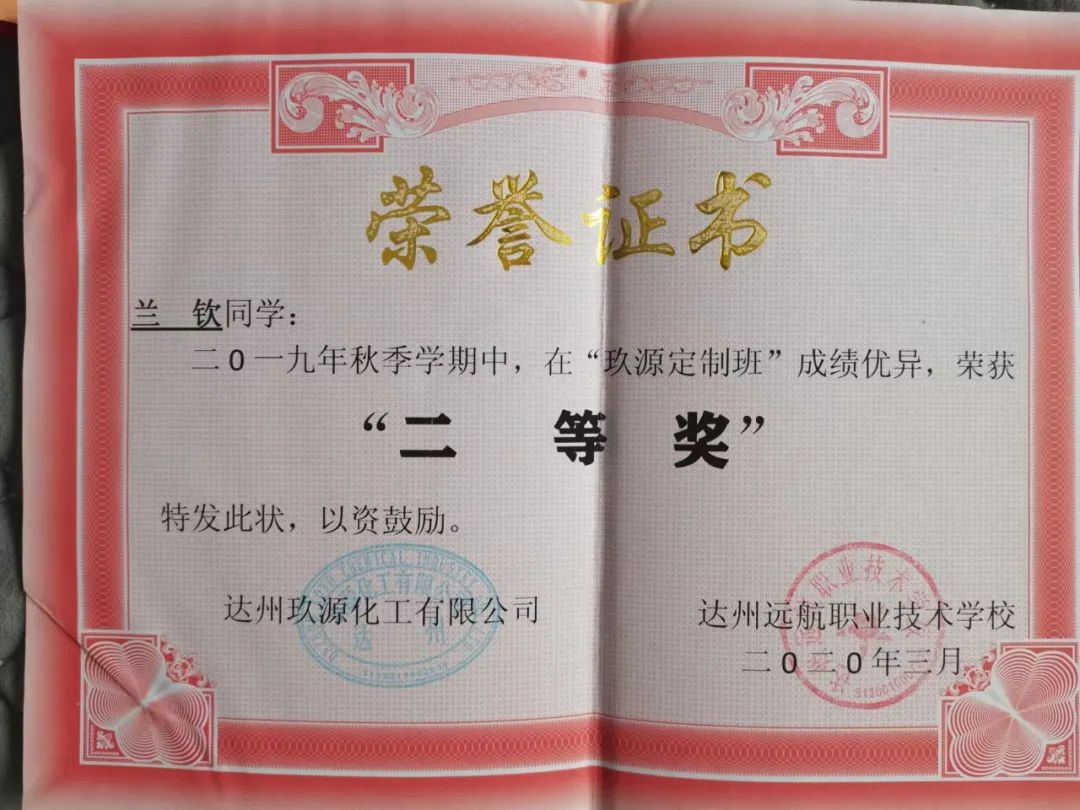 荣誉证书
兰 钦同学：
二0一九年秋季学期中，在“玖源定制班”成绩优异，荣获
“二 等 奖”
特发此状，以资鼓励。
达州玖源化工有限公司
达州远航职业技术学校
二0二0年三月